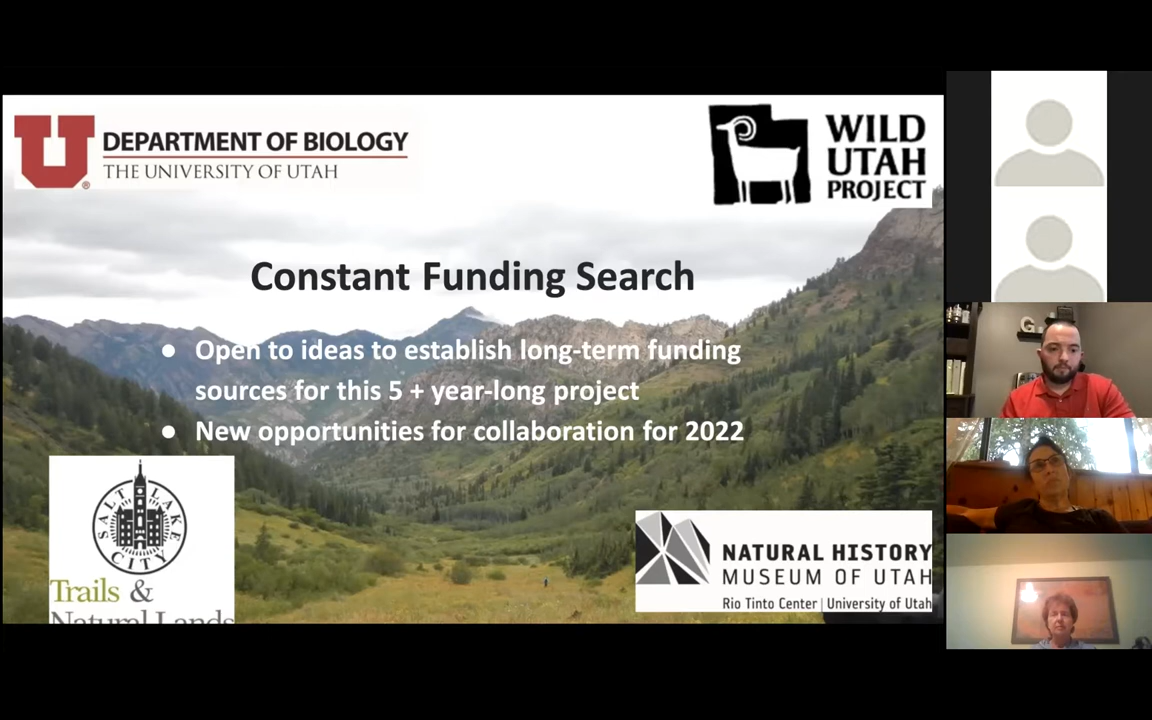 DEPARTMENT OF BIOLOGY
THE UNIVERSITY OF UTAH
WILD
UTAH
PROJECT
Constant Funding Search
● Open to ideas to establish long-term funding
sources for this 5 + year-long project
● New opportunities for collaboration for 2022
SALT LAKE CITY
Trails &
Natural Lands
NATURAL HISTORY
MUSEUM OF UTAH
Rio Tinto Center | University of Utah
G